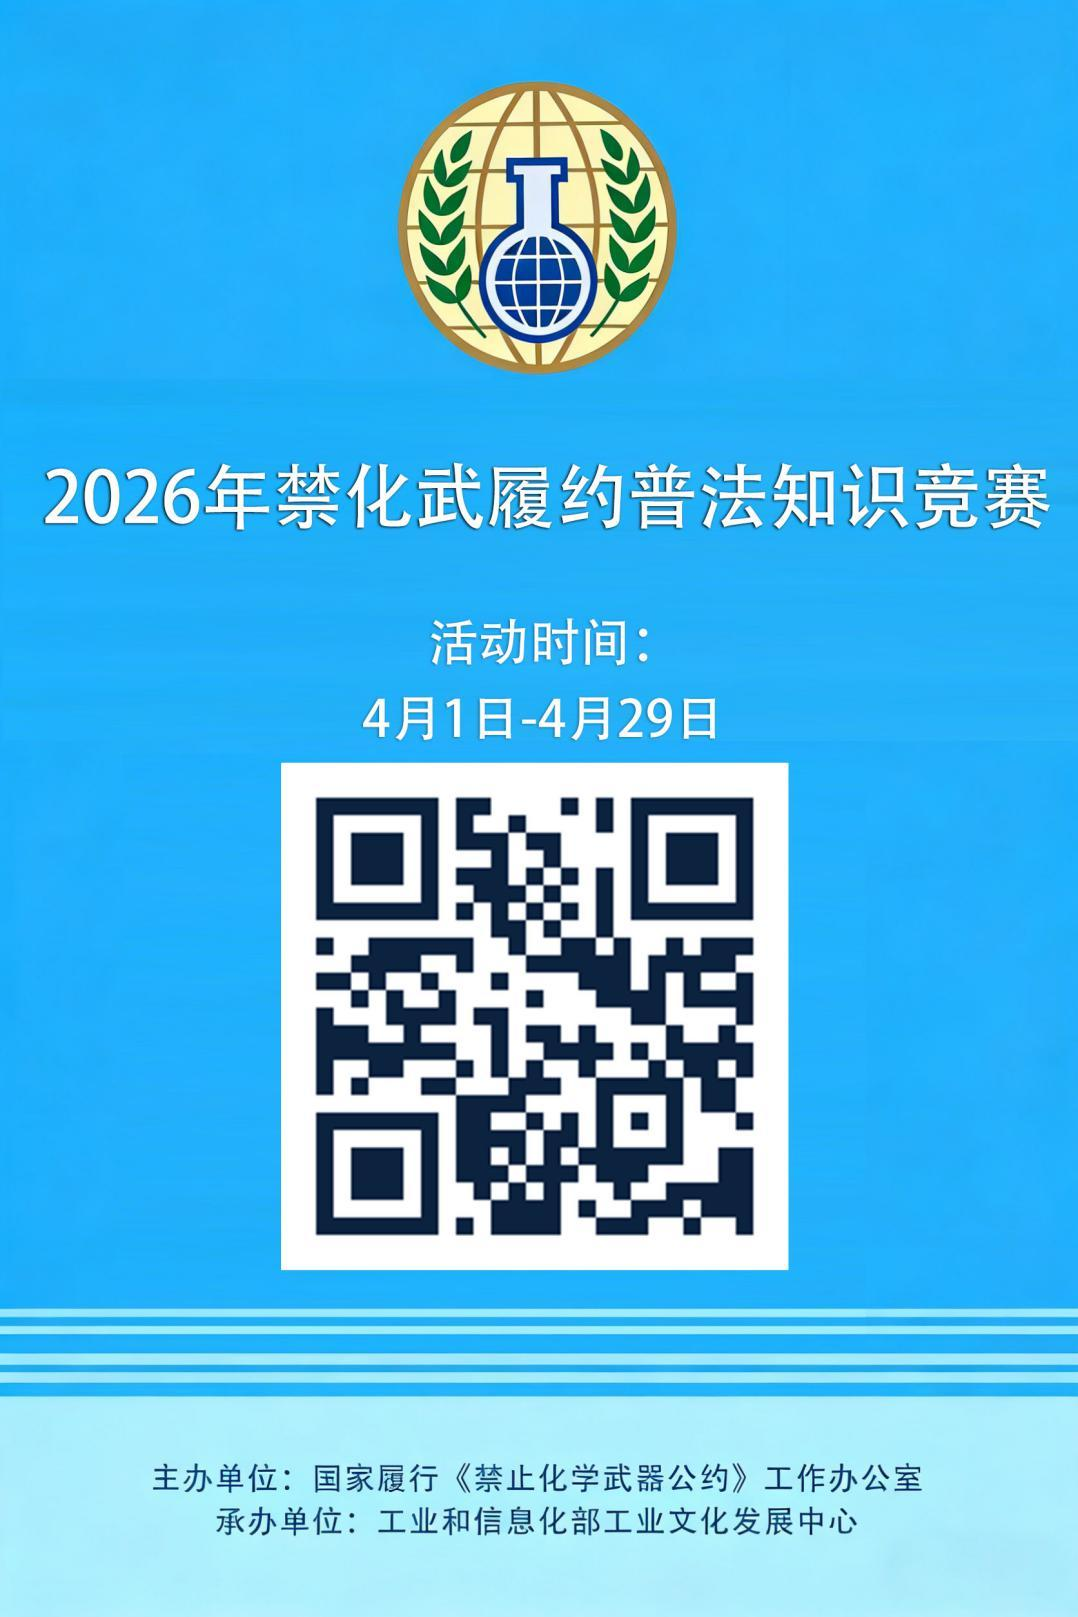 2026年禁化武履约普法知识竞赛
活动时间：
4月1日-4月29日
主办单位：国家履行《禁止化学武器公约》工作办公室
承办单位：工业和信息化部工业文化发展中心